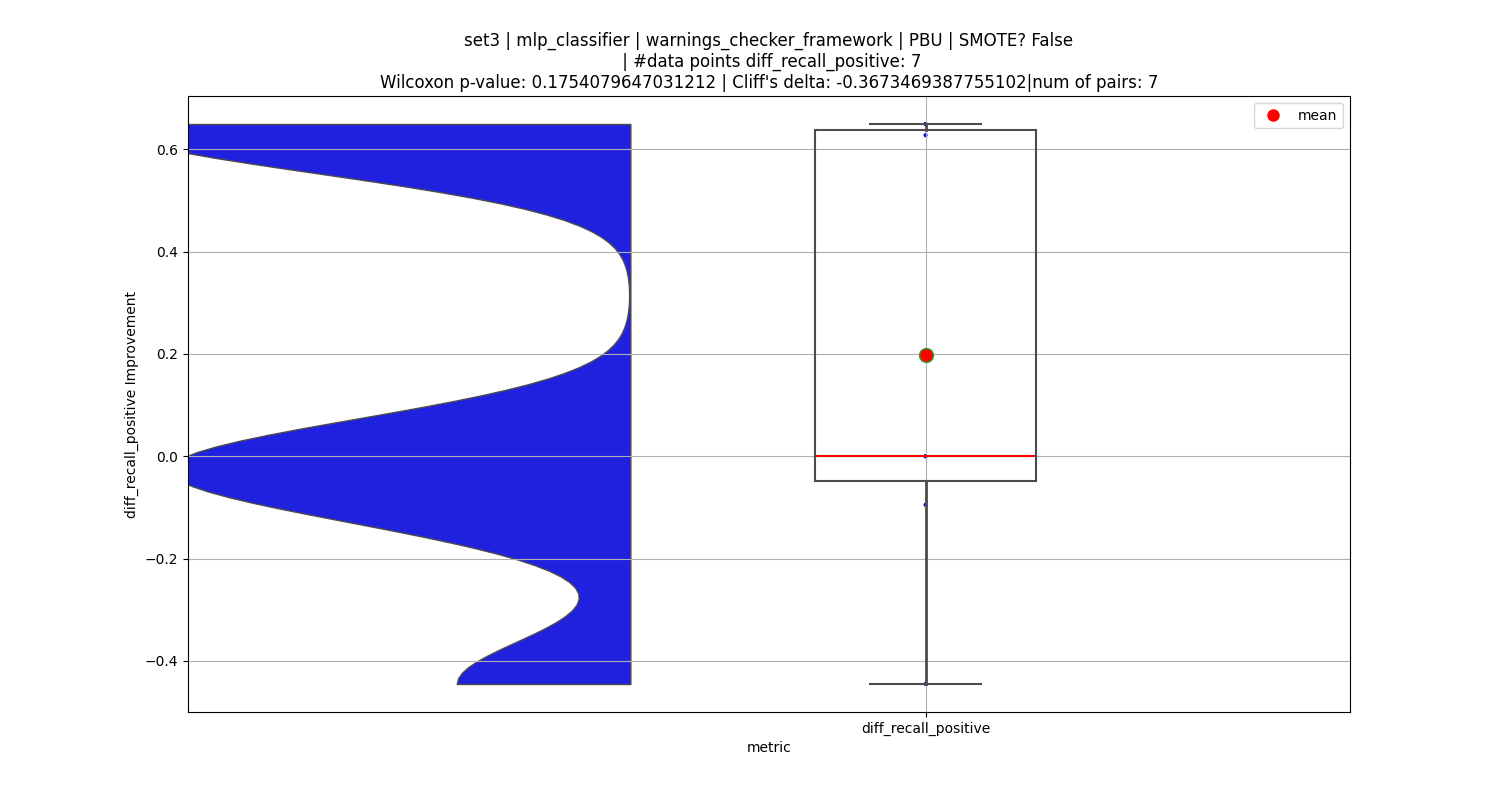 set3 | mlp_classifier | warnings_checker_framework | PBU | SMOTE? False
| #data points diff_recall_positive: 7
Wilcoxon p-value: 0.1754079647031212 | Cliff's delta: -0.3673469387755102|num of pairs: 7
mean
0.6
0.4
0.2
0.0
−0.2
−0.4
diff_recall_positive Improvement
diff_recall_positive
metric